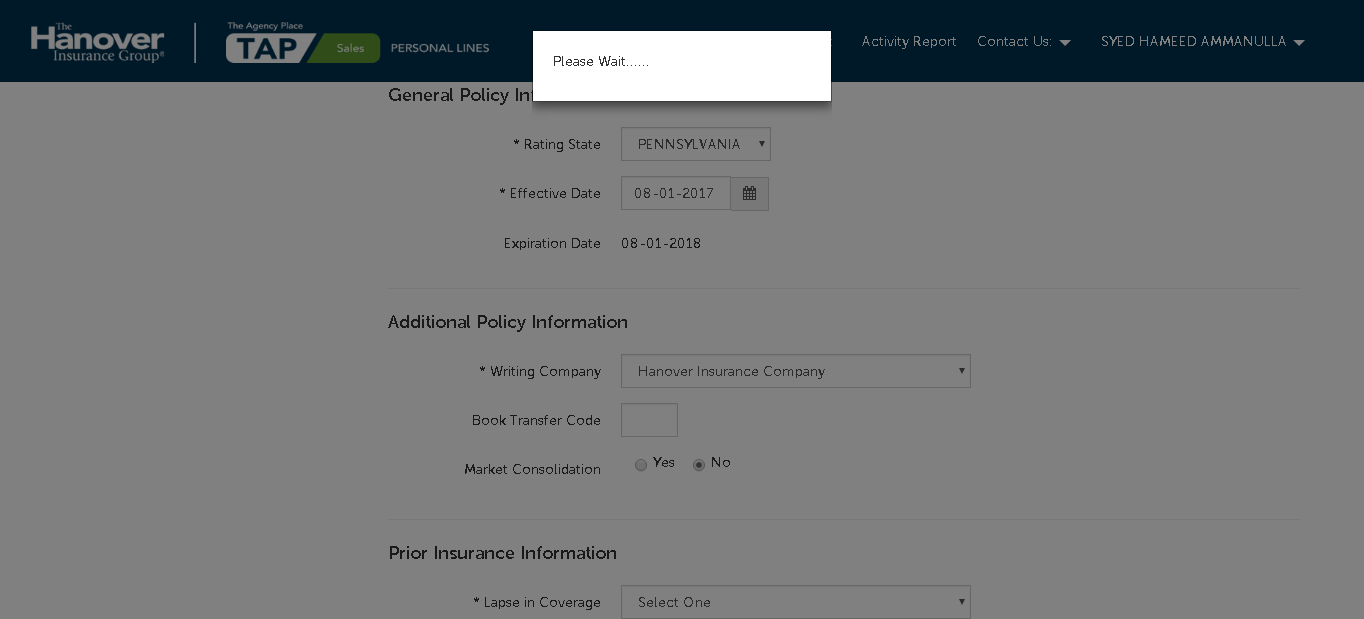 The
Hanover
Insurance Group®
The Agency Place
TAP Sales PERSONAL LINES
Please Wait......
Activity Report Contact Us: SYED HAMEED AMMANULLA
General Policy
* Rating State PENNSYLVANIA
* Effective Date 08-01-2017
Expiration Date 08-01-2018
Additional Policy Information
* Writing Company Hanover Insurance Company
Book Transfer Code
Market Consolidation Yes No
Prior Insurance Information
* Lapse in Coverage Select One